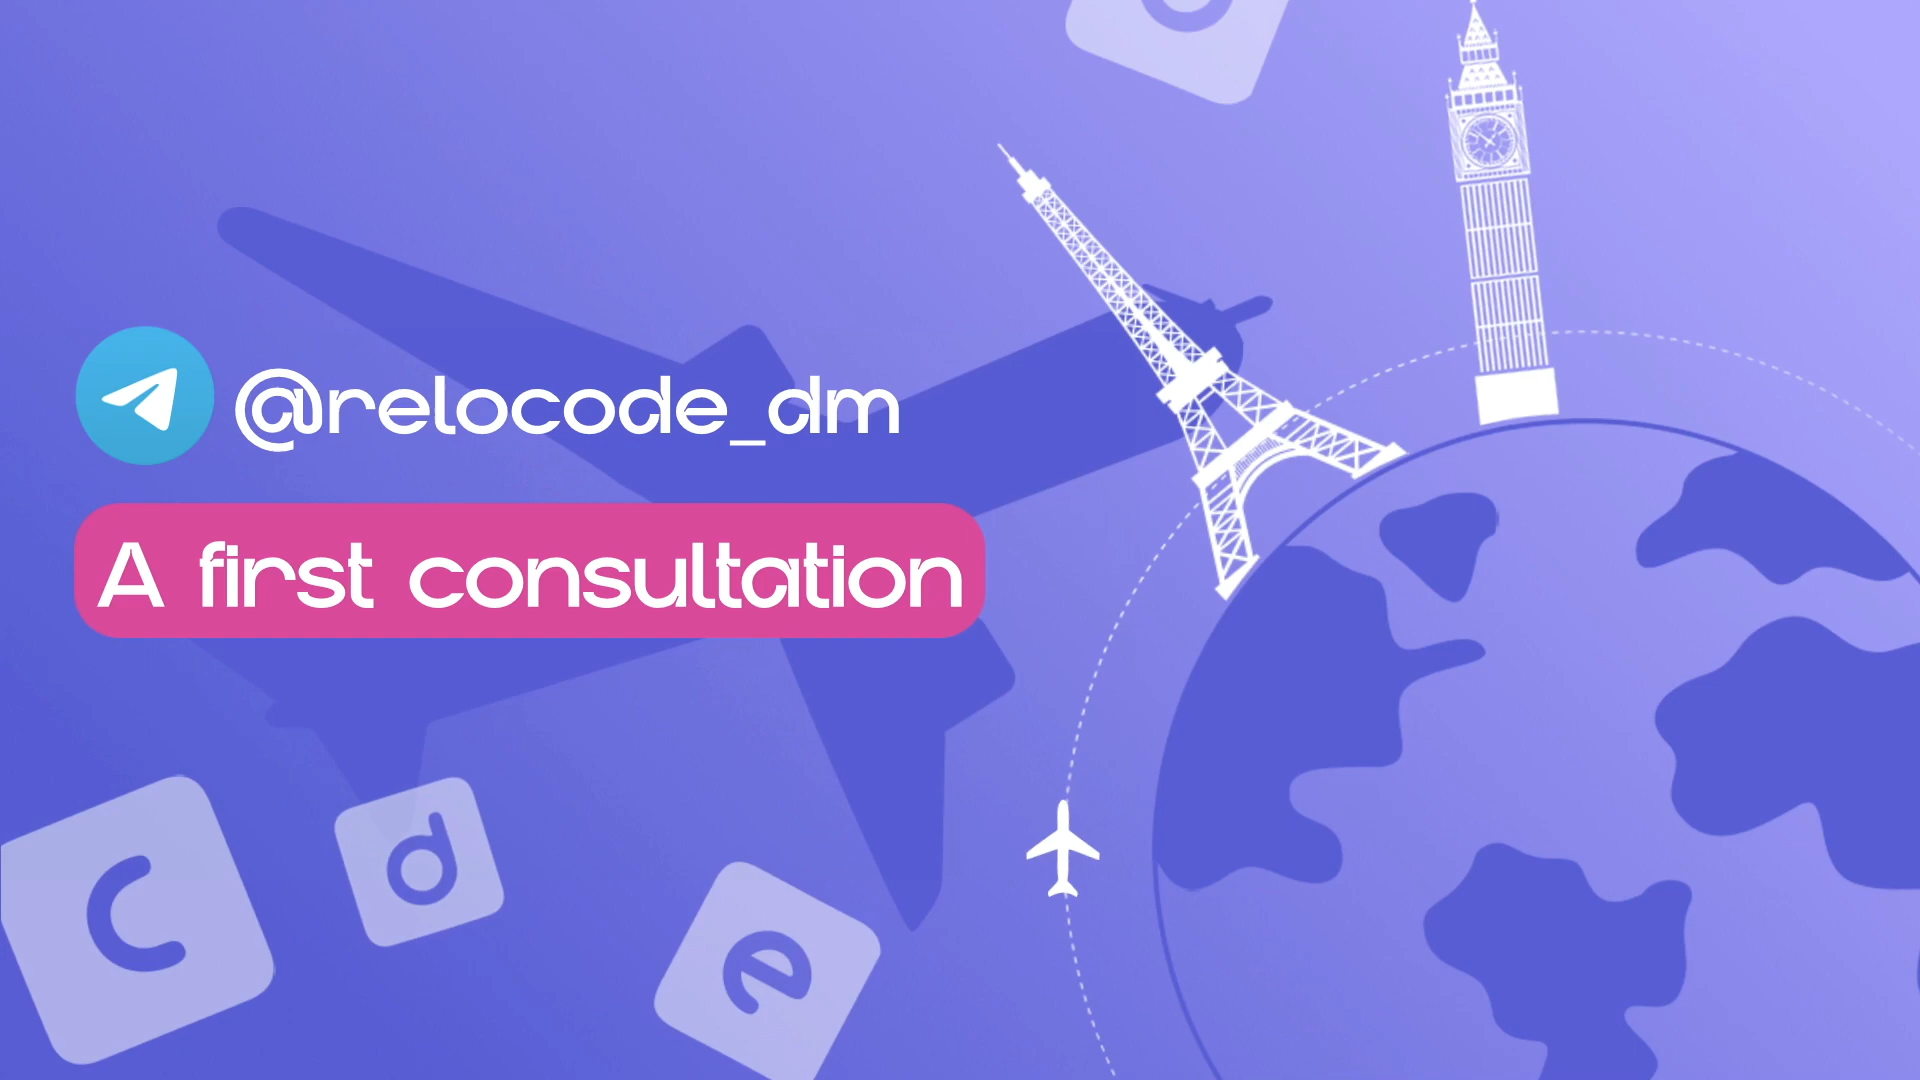 @relocode_dm
A first consultation
c
d
e